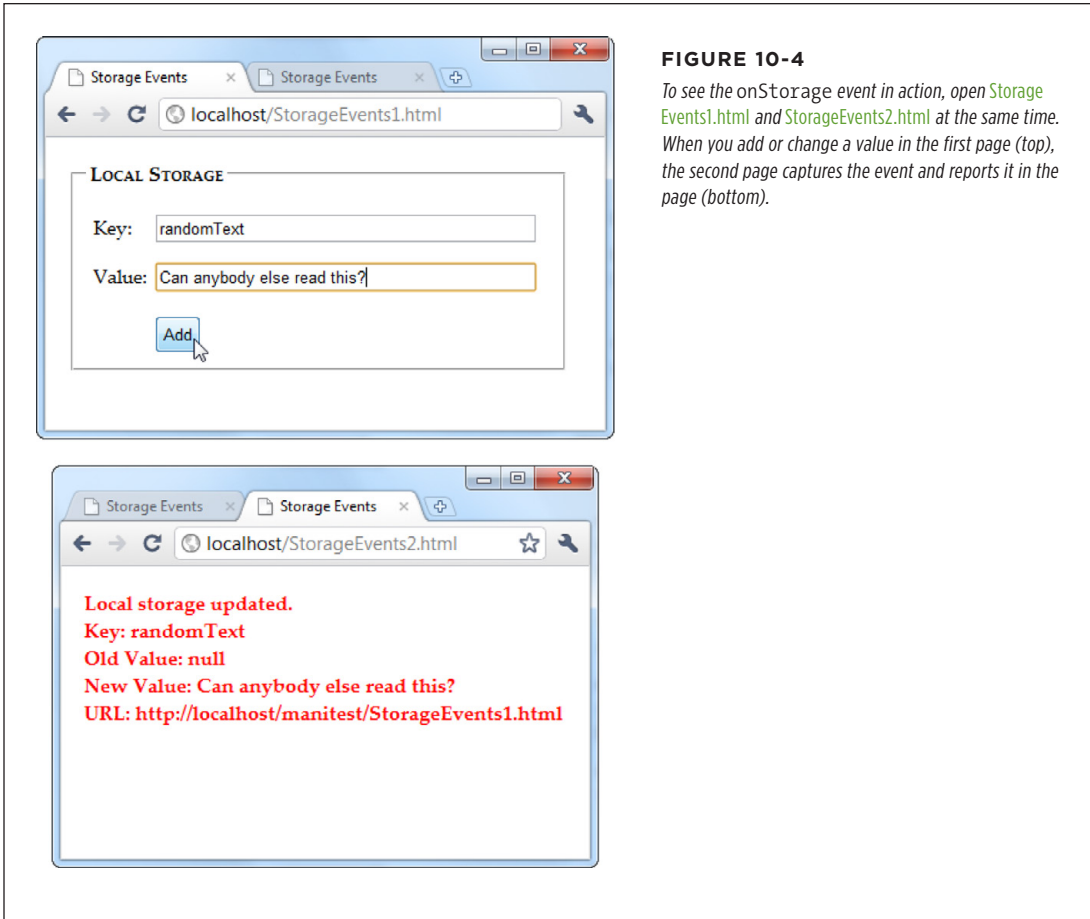 Storage Events
Storage Events
localhost/StorageEvents1.html
LOCAL STORAGE
Key: randomText
Value: Can anybody else read this?
Add
FIGURE 10-4
To see the onStorage event in action, open Storage
Events1.html and StorageEvents2.html at the same time.
When you add or change a value in the first page (top),
the second page captures the event and reports it in the
page (bottom).
Storage Events
Storage Events
localhost/StorageEvents2.html
Local storage updated.
Key: randomText
Old Value: null
New Value: Can anybody else read this?
URL: http://localhost/manitest/StorageEvents1.html